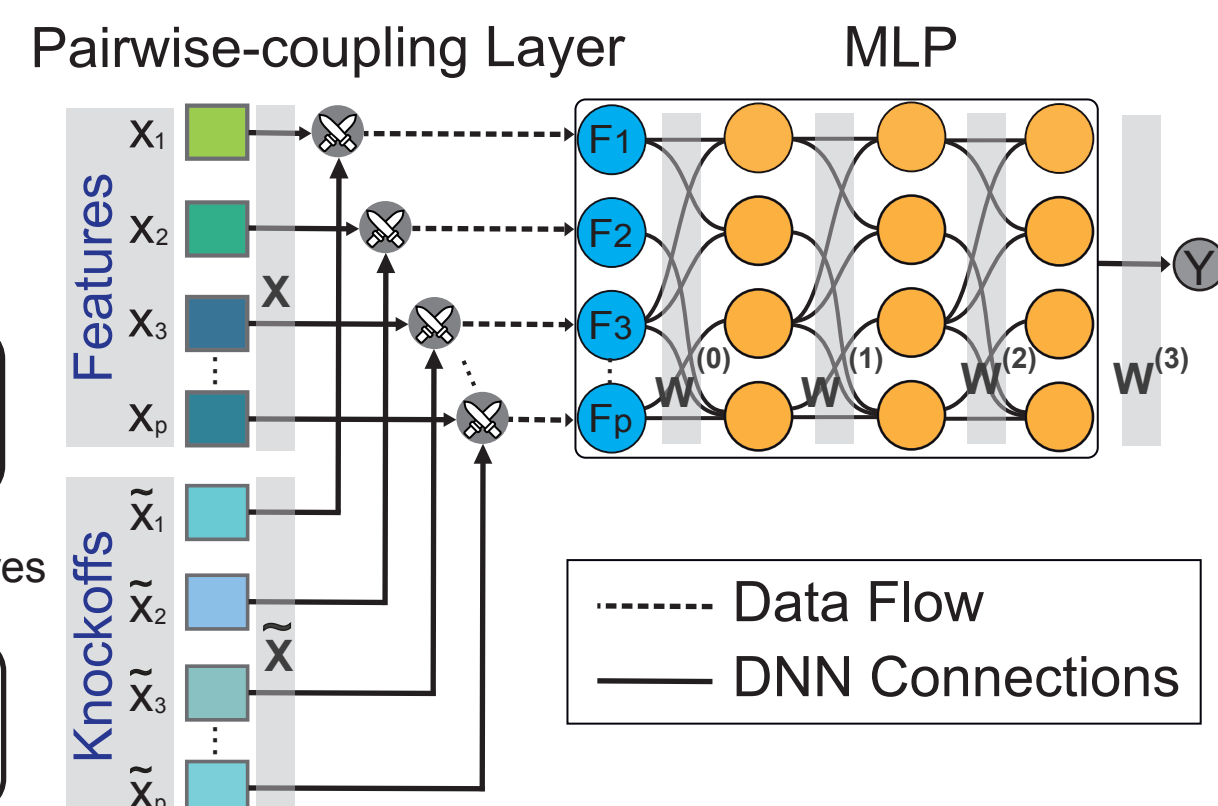 Pairwise-coupling Layer
MLP
Features
x₁
x₂
x₃
xₚ
X
Knockoffs
x̃₁
x̃₂
x̃₃
x̃ₚ
X̃
F1
F2
F3
Fp
W⁽⁰⁾
W⁽¹⁾
W⁽²⁾
W⁽³⁾
Y
Data Flow
DNN Connections